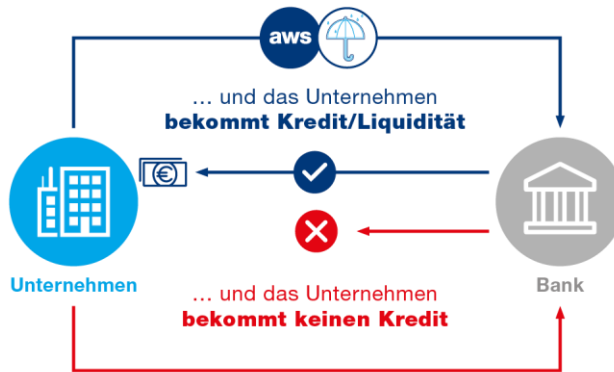 aws
... und das Unternehmen
bekommt Kredit/Liquidität
€
Unternehmen
Bank
... und das Unternehmen
bekommt keinen Kredit